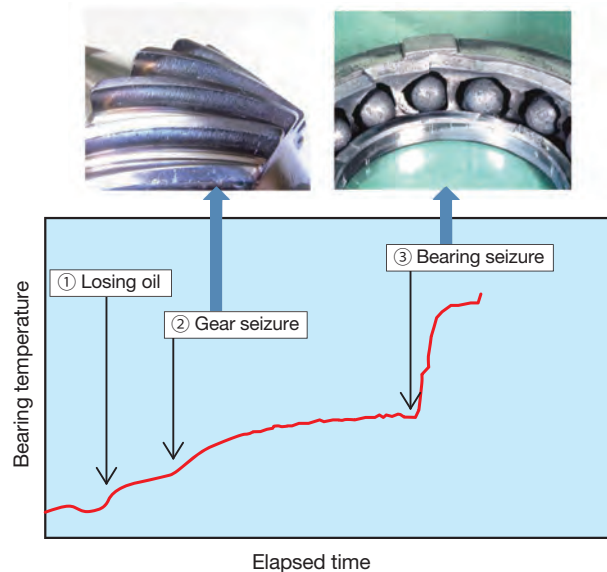 ① Losing oil
② Gear seizure
③ Bearing seizure
Bearing temperature
Elapsed time